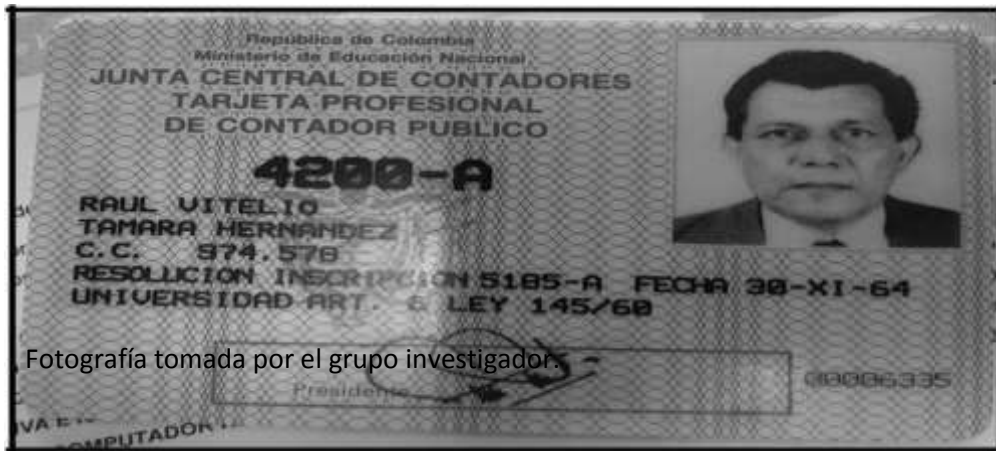 República de Colombia
Ministerio de Educación Nacional
JUNTA CENTRAL DE CONTADORES
TARJETA PROFESIONAL
DE CONTADOR PUBLICO
4200-A
RAUL VITELIO
TAMARA HERNANDEZ
C.C. 974.578
RESOLUCION INSCRIPCION 5185-A FECHA 30-XI-64
UNIVERSIDAD ART. 6 LEY 145/60
Fotografía tomada por el grupo investigador.
Presidente
00006335
COMPUTADOR